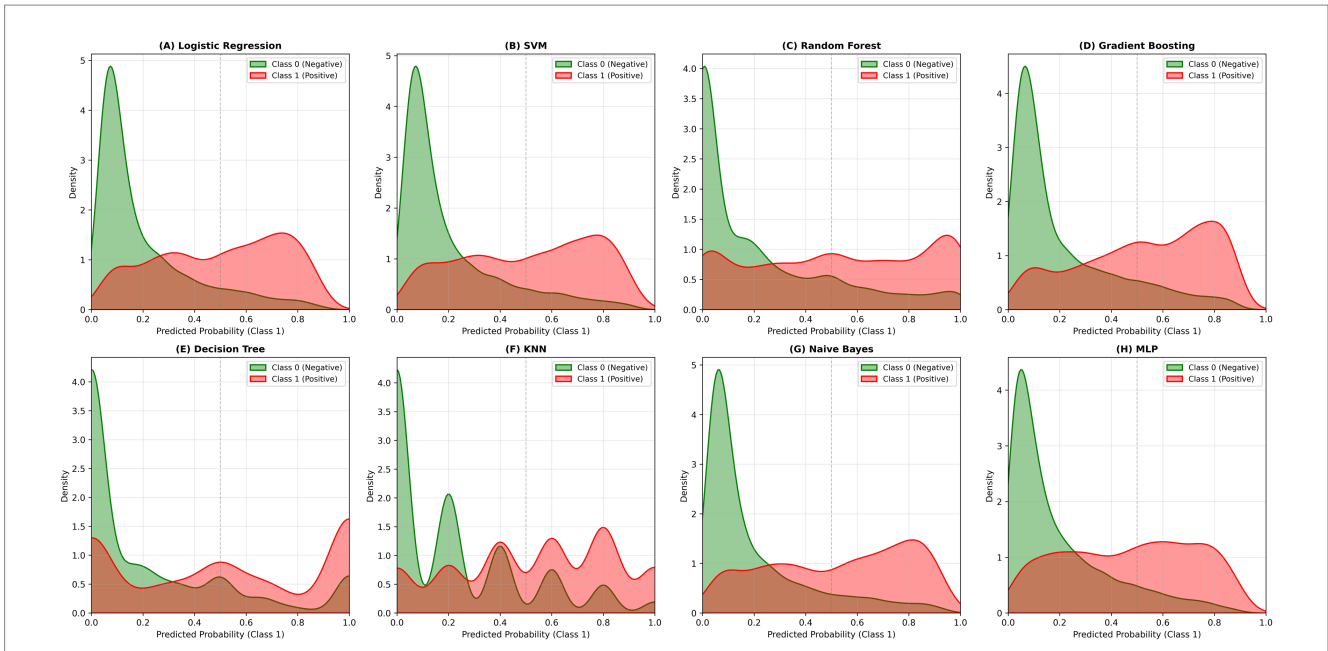 (A) Logistic Regression
Class 0 (Negative)
Class 1 (Positive)
Density
5
4
3
2
1
0
0.0 0.2 0.4 0.6 0.8 1.0
Predicted Probability (Class 1)
(B) SVM
Class 0 (Negative)
Class 1 (Positive)
Density
5
4
3
2
1
0
0.0 0.2 0.4 0.6 0.8 1.0
Predicted Probability (Class 1)
(C) Random Forest
Class 0 (Negative)
Class 1 (Positive)
Density
4.0
3.5
3.0
2.5
2.0
1.5
1.0
0.5
0.0
0.0 0.2 0.4 0.6 0.8 1.0
Predicted Probability (Class 1)
(D) Gradient Boosting
Class 0 (Negative)
Class 1 (Positive)
Density
4
3
2
1
0
0.0 0.2 0.4 0.6 0.8 1.0
Predicted Probability (Class 1)
(E) Decision Tree
Class 0 (Negative)
Class 1 (Positive)
Density
4.0
3.5
3.0
2.5
2.0
1.5
1.0
0.5
0.0
0.0 0.2 0.4 0.6 0.8 1.0
Predicted Probability (Class 1)
(F) KNN
Class 0 (Negative)
Class 1 (Positive)
Density
4.0
3.5
3.0
2.5
2.0
1.5
1.0
0.5
0.0
0.0 0.2 0.4 0.6 0.8 1.0
Predicted Probability (Class 1)
(G) Naive Bayes
Class 0 (Negative)
Class 1 (Positive)
Density
5
4
3
2
1
0
0.0 0.2 0.4 0.6 0.8 1.0
Predicted Probability (Class 1)
(H) MLP
Class 0 (Negative)
Class 1 (Positive)
Density
4
3
2
1
0
0.0 0.2 0.4 0.6 0.8 1.0
Predicted Probability (Class 1)